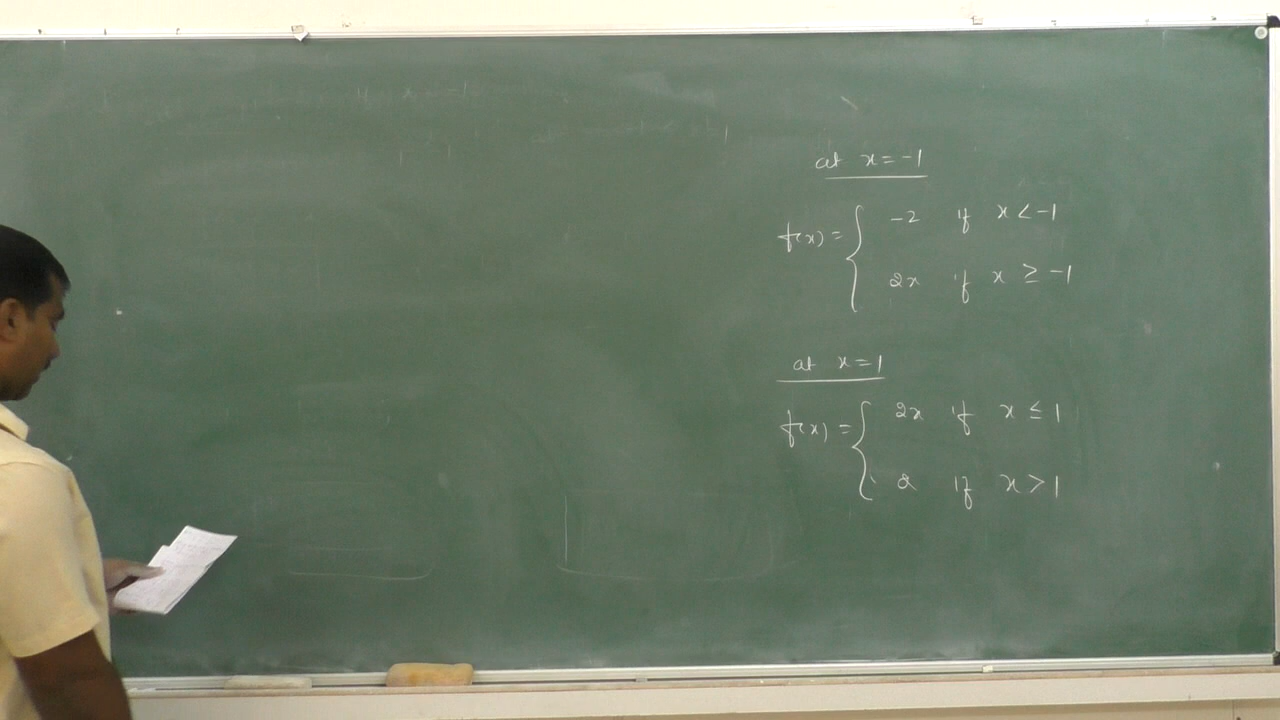 at x = -1
f(x) = { -2 if x < -1
2x if x ≥ -1
at x = 1
f(x) = { 2x if x ≤ 1
2 if x > 1